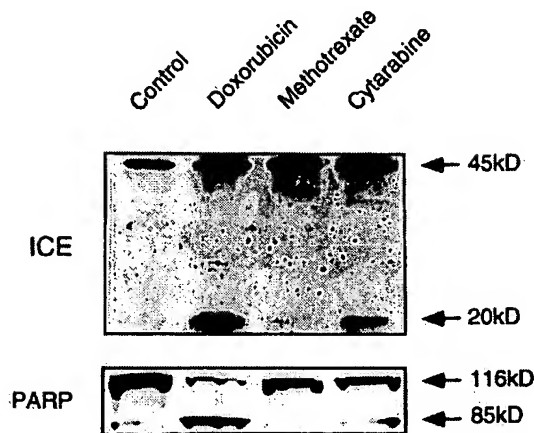 Control Doxorubicin Methotrexate Cytarabine
ICE
45kD
20kD
PARP
116kD
85kD